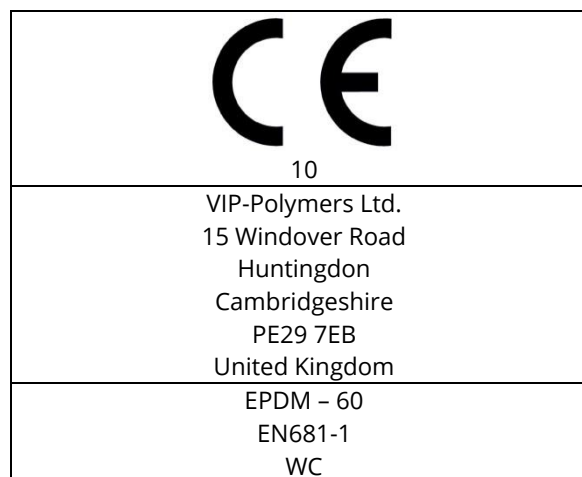 CE
10
VIP-Polymers Ltd.
15 Windover Road
Huntingdon
Cambridgeshire
PE29 7EB
United Kingdom
EPDM – 60
EN681-1
WC